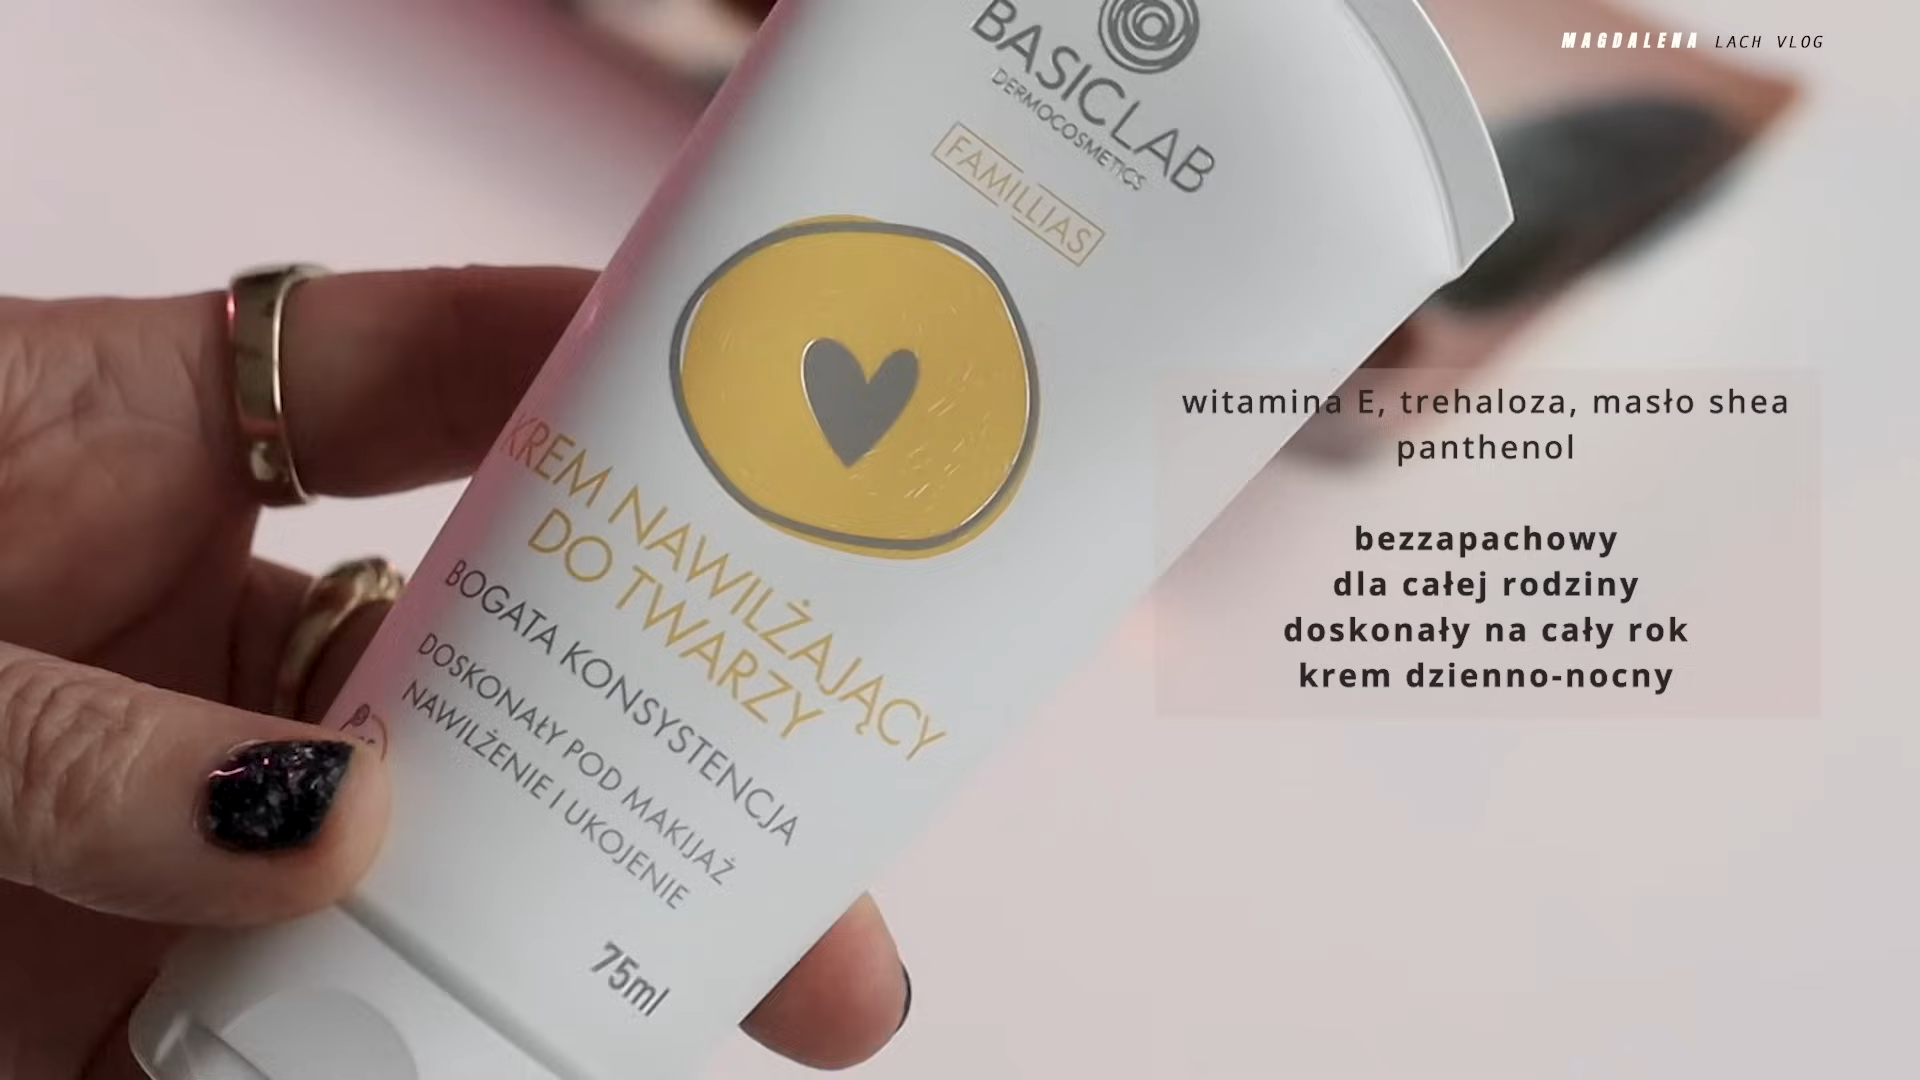 MAGDALENA LACH VLOG
BASICLAB
DERMOCOSMETICS
FAMILLIAS
KREM NAWILŻAJĄCY
DO TWARZY
BOGATA KONSYSTENCJA
DOSKONAŁY POD MAKIJAŻ
NAWILŻENIE I UKOJENIE
75ml
witamina E, trehaloza, masło shea
panthenol
bezzapachowy
dla całej rodziny
doskonały na cały rok
krem dzienno-nocny